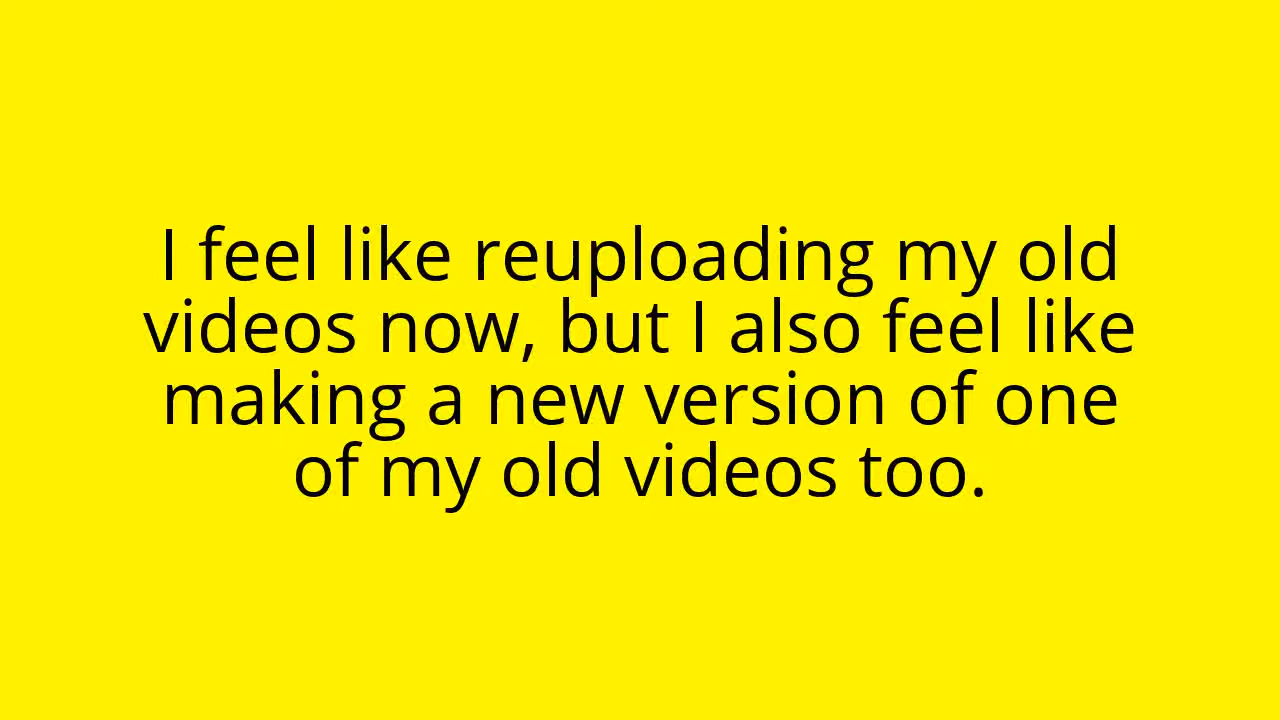 I feel like reuploading my old
videos now, but I also feel like
making a new version of one
of my old videos too.